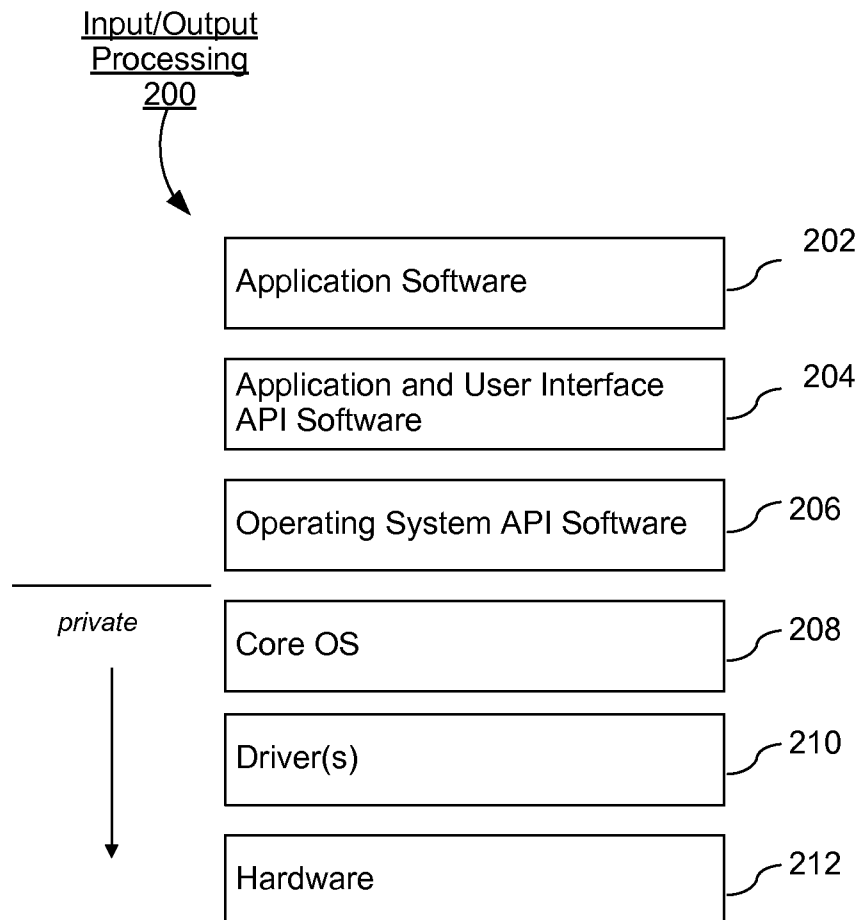 Input/Output
Processing
200
202
Application Software
204
Application and User Interface
API Software
206
Operating System API Software
private
208
Core OS
210
Driver(s)
212
Hardware